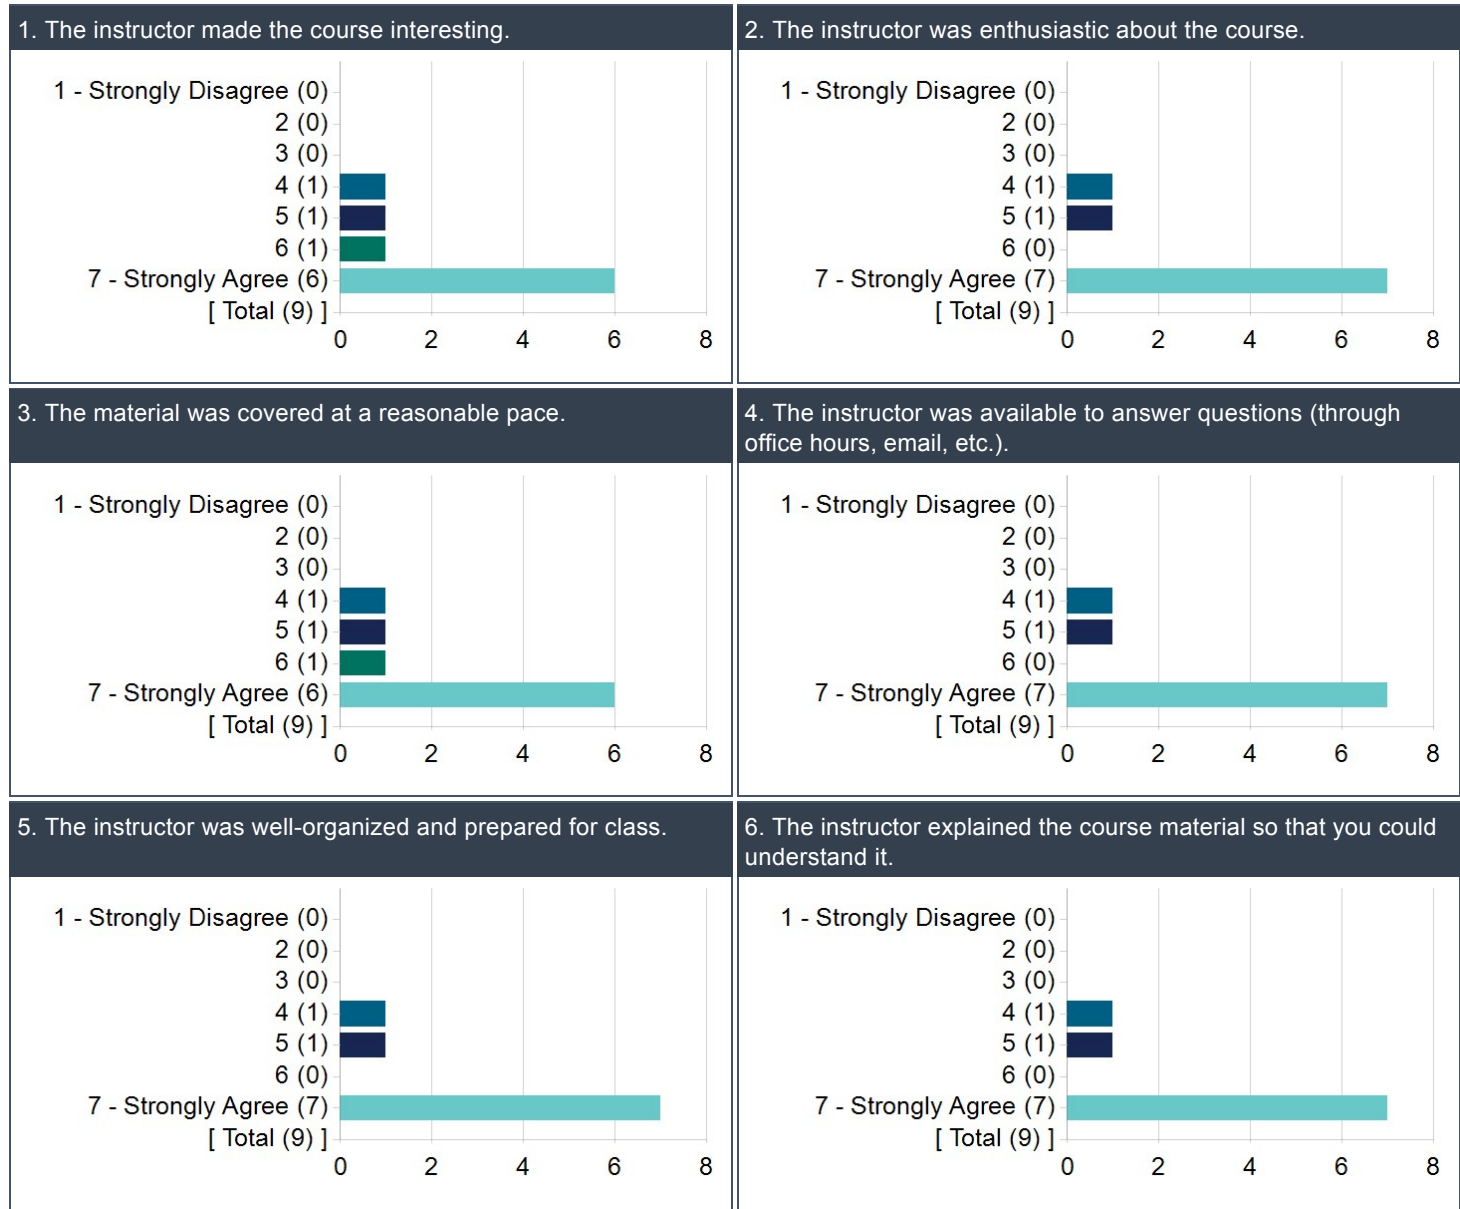 1. The instructor made the course interesting.
1 - Strongly Disagree (0)
2 (0)
3 (0)
4 (1)
5 (1)
6 (1)
7 - Strongly Agree (6)
[ Total (9) ]
0 2 4 6 8
2. The instructor was enthusiastic about the course.
1 - Strongly Disagree (0)
2 (0)
3 (0)
4 (1)
5 (1)
6 (0)
7 - Strongly Agree (7)
[ Total (9) ]
0 2 4 6 8
3. The material was covered at a reasonable pace.
1 - Strongly Disagree (0)
2 (0)
3 (0)
4 (1)
5 (1)
6 (1)
7 - Strongly Agree (6)
[ Total (9) ]
0 2 4 6 8
4. The instructor was available to answer questions (through
office hours, email, etc.).
1 - Strongly Disagree (0)
2 (0)
3 (0)
4 (1)
5 (1)
6 (0)
7 - Strongly Agree (7)
[ Total (9) ]
0 2 4 6 8
5. The instructor was well-organized and prepared for class.
1 - Strongly Disagree (0)
2 (0)
3 (0)
4 (1)
5 (1)
6 (0)
7 - Strongly Agree (7)
[ Total (9) ]
0 2 4 6 8
6. The instructor explained the course material so that you could
understand it.
1 - Strongly Disagree (0)
2 (0)
3 (0)
4 (1)
5 (1)
6 (0)
7 - Strongly Agree (7)
[ Total (9) ]
0 2 4 6 8